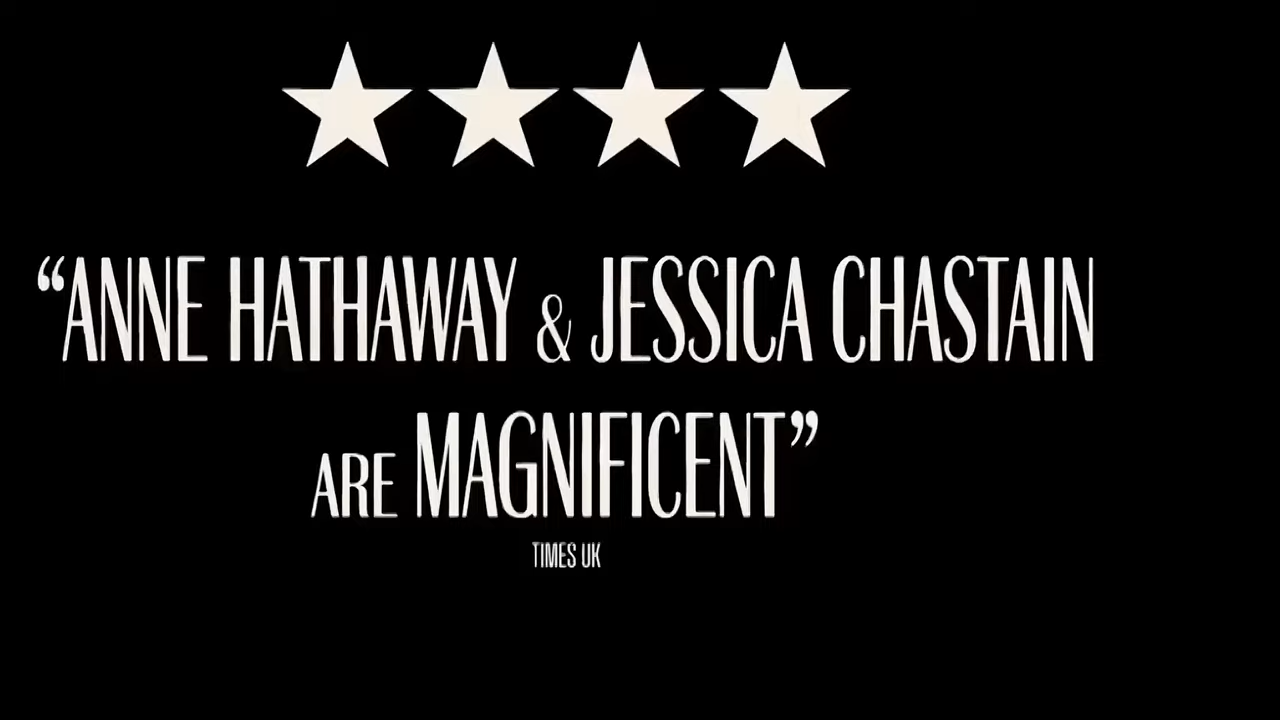 “ANNE HATHAWAY & JESSICA CHASTAIN
ARE MAGNIFICENT”
TIMES UK